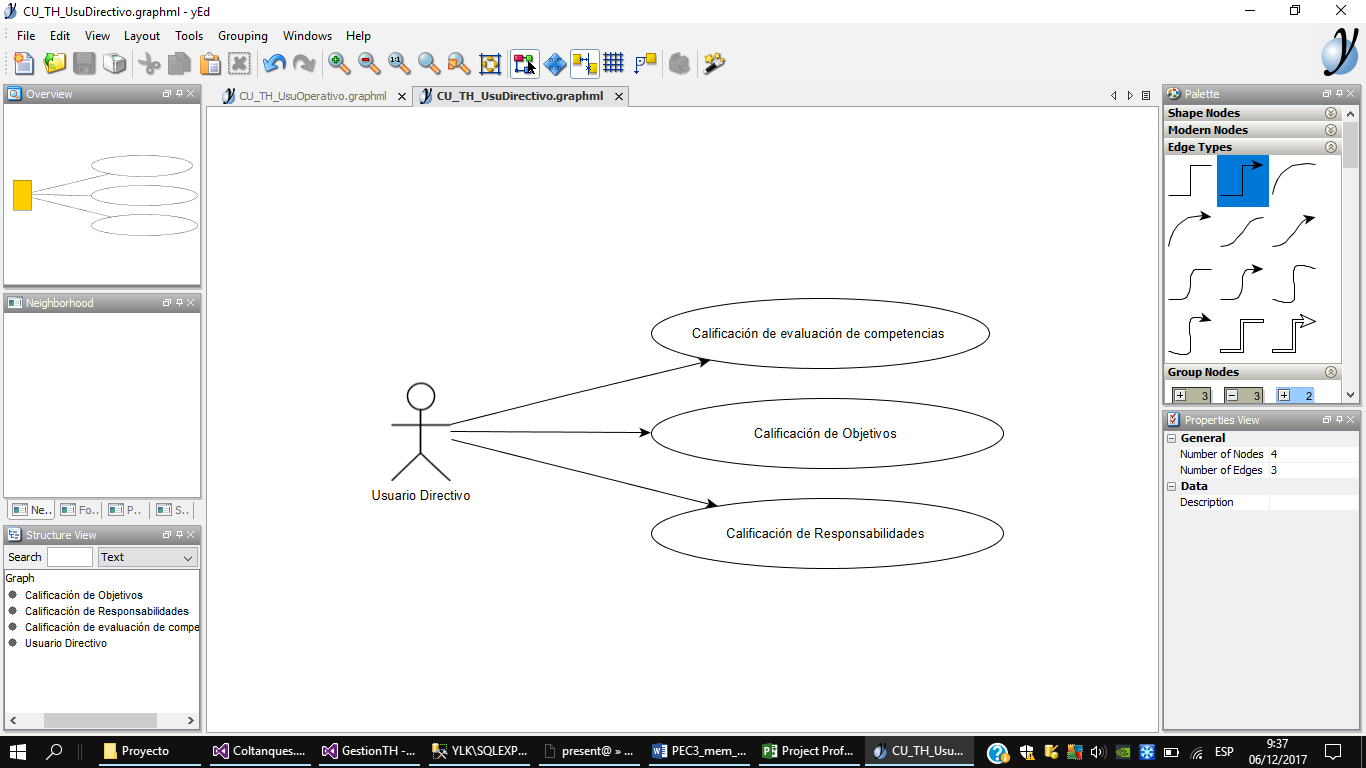 CU_TH_UsuDirectivo.graphml - yEd
File Edit View Layout Tools Grouping Windows Help
1:1
Overview
CU_TH_UsuOperativo.graphml
CU_TH_UsuDirectivo.graphml
Palette
Shape Nodes
Modern Nodes
Edge Types
Group Nodes
3 3 2
Neighborhood
Ne.. Fo.. P.. S..
Structure View
Search Text
Graph
Calificación de Objetivos
Calificación de Responsabilidades
Calificación de evaluación de compe
Usuario Directivo
Calificación de evaluación de competencias
Calificación de Objetivos
Calificación de Responsabilidades
Usuario Directivo
Properties View
General
Number of Nodes 4
Number of Edges 3
Data
Description
Proyecto
Coltanques....
GestionTH -...
YLK\SQLEXP...
present@ » ...
PEC3_mem_...
Project Prof...
CU_TH_Usu...
ESP
9:37
06/12/2017